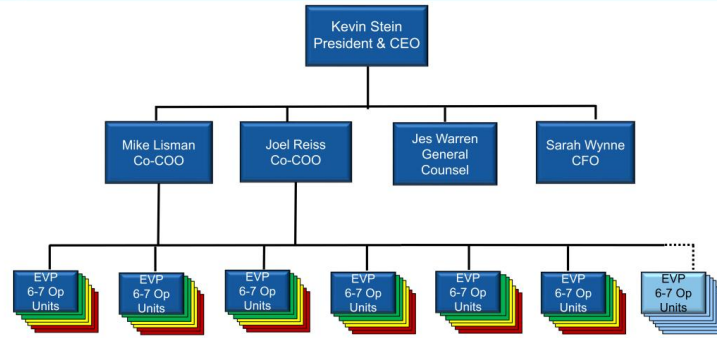 Kevin Stein
President & CEO
Mike Lisman
Co-COO
Joel Reiss
Co-COO
Jes Warren
General
Counsel
Sarah Wynne
CFO
EVP
6-7 Op
Units
EVP
6-7 Op
Units
EVP
6-7 Op
Units
EVP
6-7 Op
Units
EVP
6-7 Op
Units
EVP
6-7 Op
Units
EVP
6-7 Op
Units